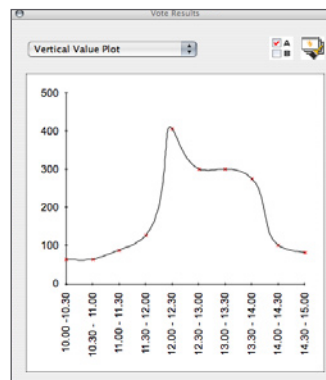 Vote Results
Vertical Value Plot
A
B
500
400
300
200
100
0
10.00 -10.30
10.30 - 11.00
11.00 - 11.30
11.30 - 12.00
12.00 - 12.30
12.30 - 13.00
13.00 - 13.30
13.30 - 14.00
14.00 - 14.30
14.30 - 15.00